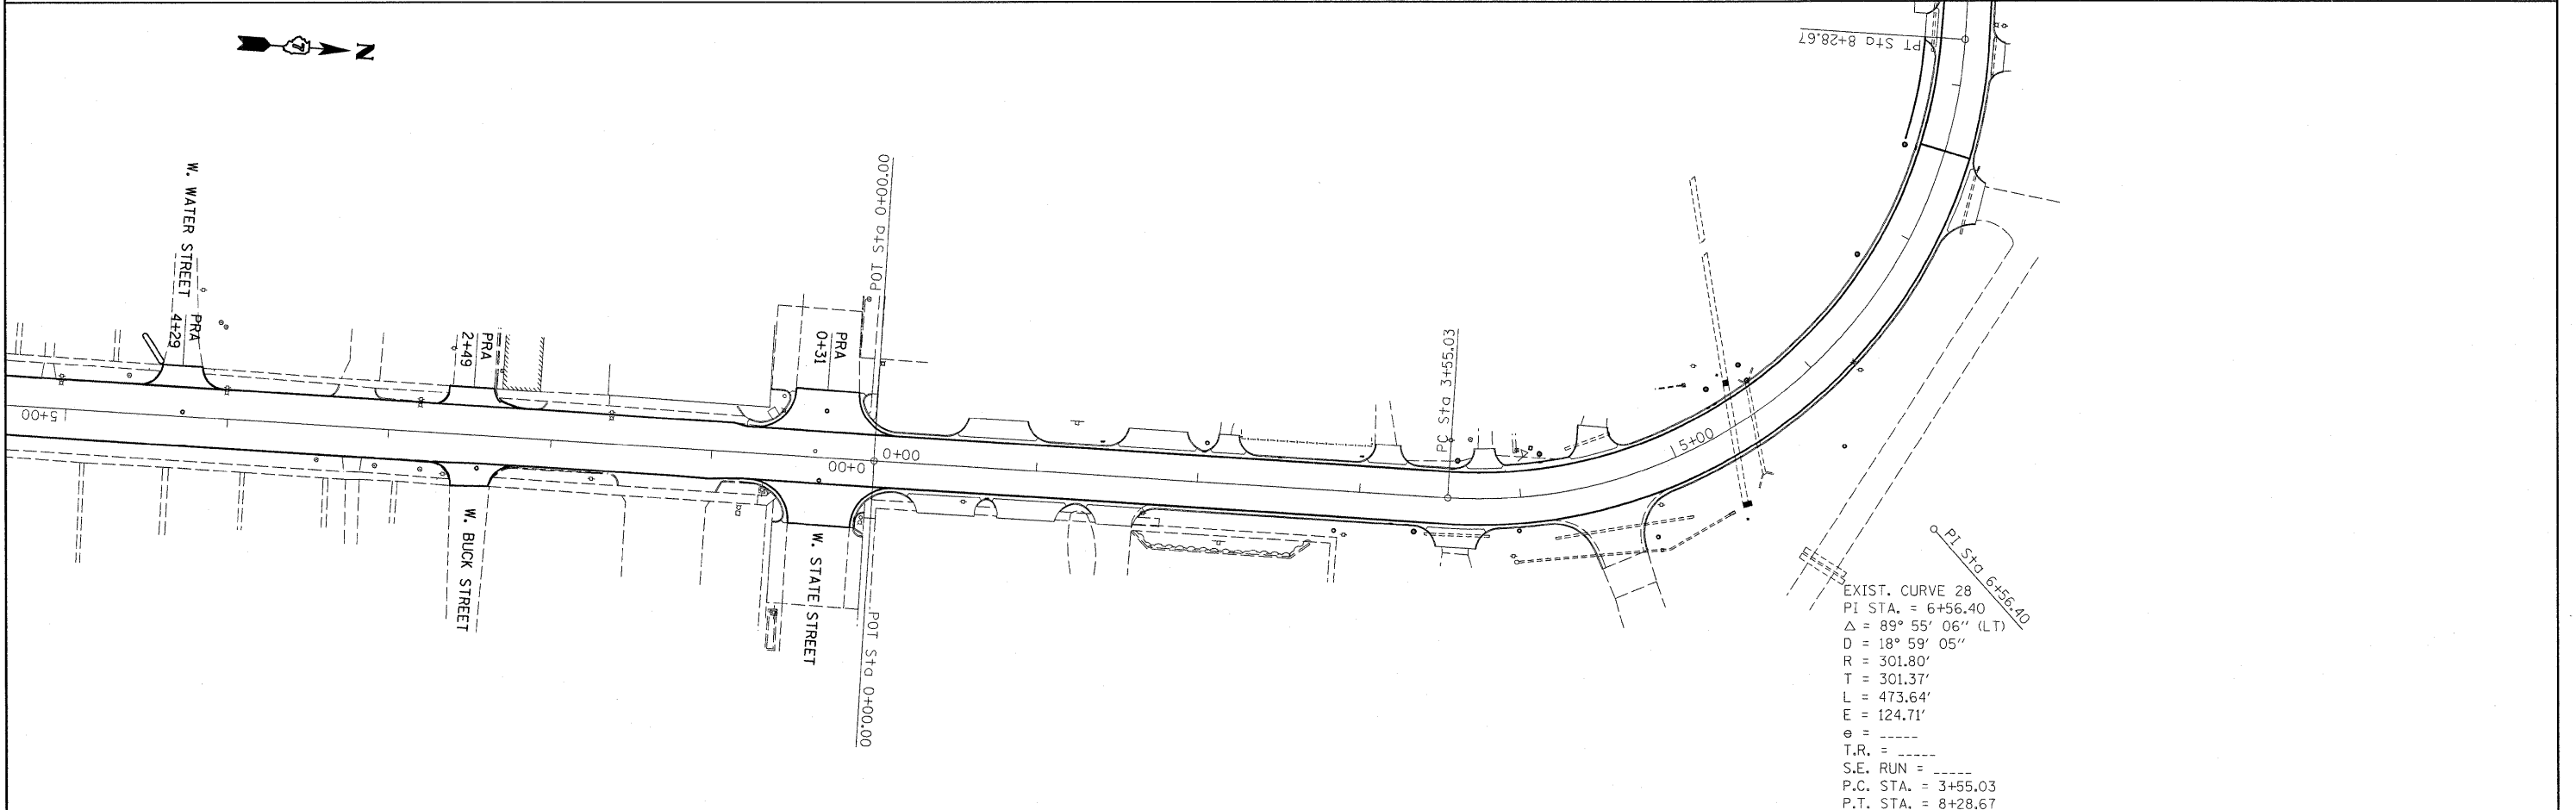 N
7
PT Sta 8+28.67
W. WATER STREET
PRA
4+29
PRA
2+49
PRA
0+31
POT Sta 0+00.00
PC Sta 3+55.03
5+00
0+00
0+00
5+00
W. BUCK STREET
W. STATE STREET
POT Sta 0+00.00
PI Sta 6+56.40
EXIST. CURVE 28
PI STA. = 6+56.40
Δ = 89° 55' 06" (LT)
D = 18° 59' 05"
R = 301.80'
T = 301.37'
L = 473.64'
E = 124.71'
e = _____
T.R. = _____
S.E. RUN = _____
P.C. STA. = 3+55.03
P.T. STA. = 8+28.67